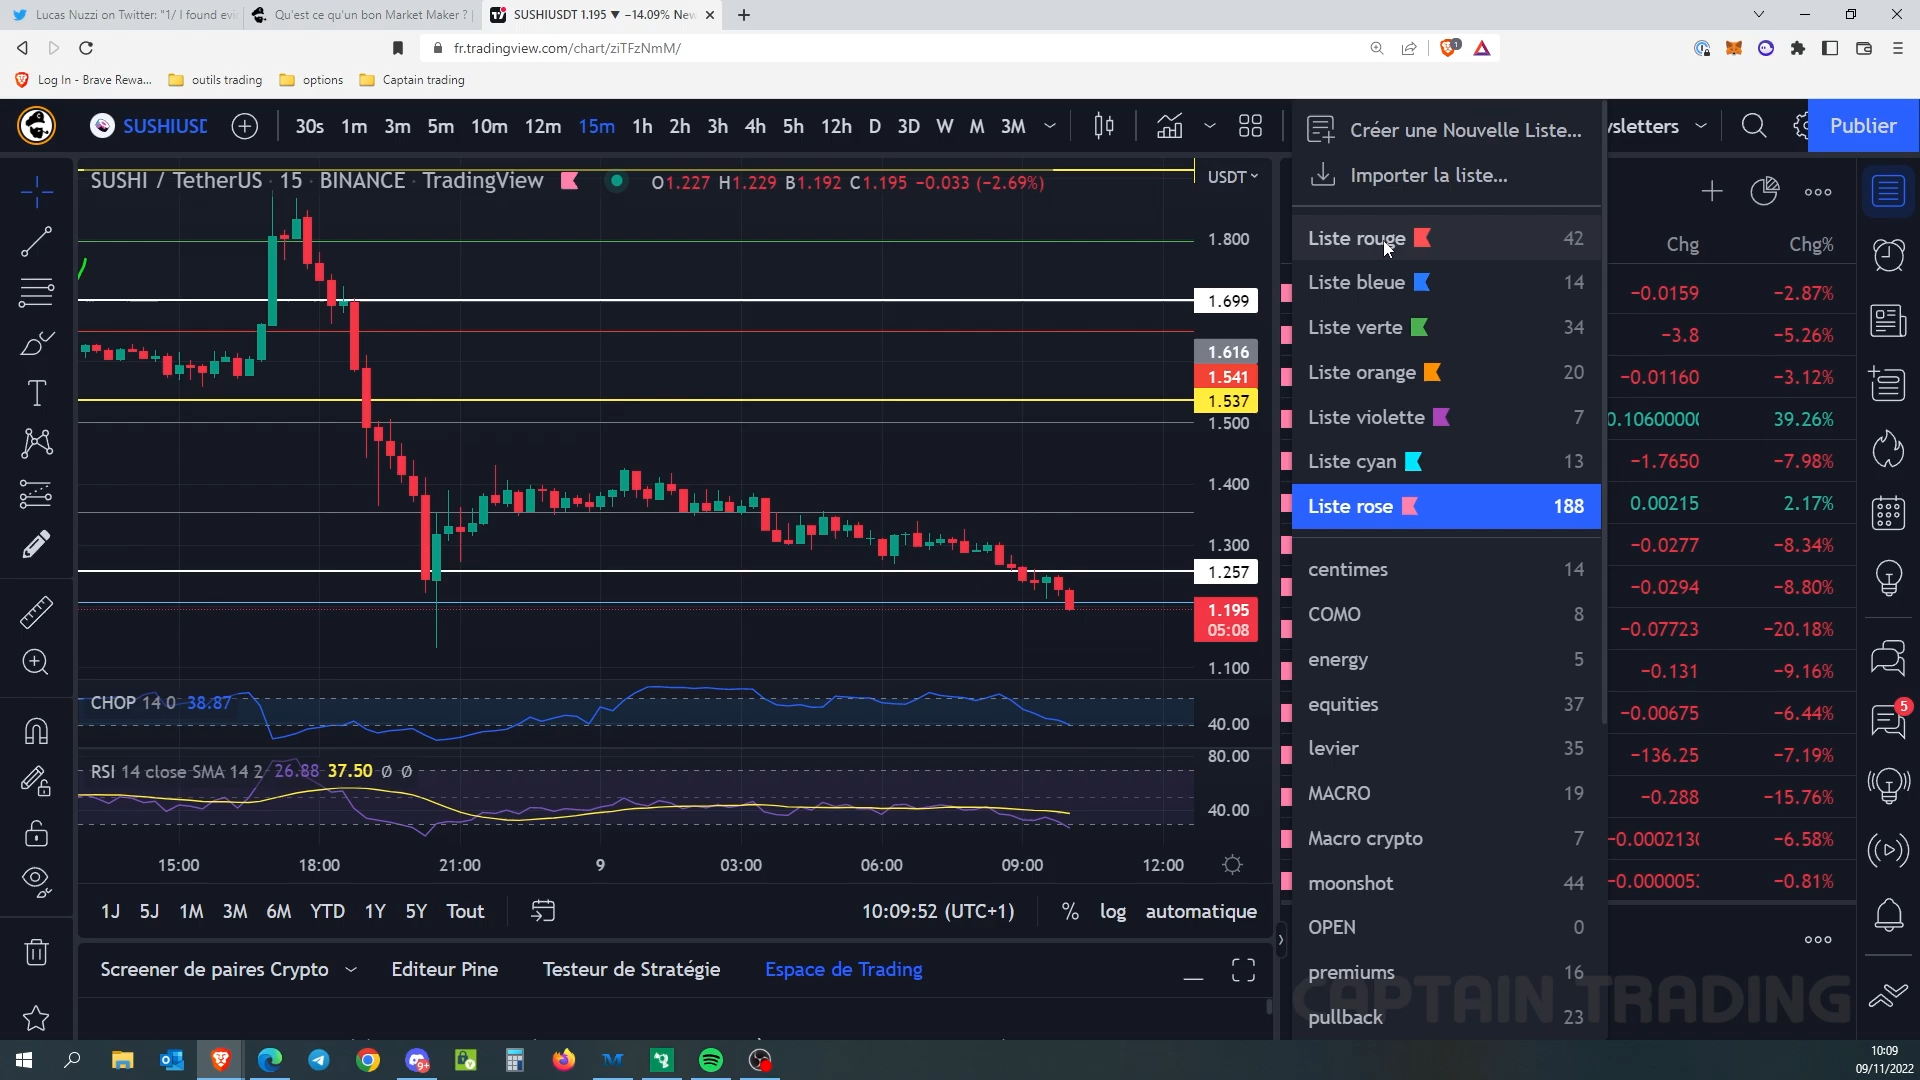 Lucas Nuzzi on Twitter: "1/ I found evi
Qu'est ce qu'un bon Market Maker ?
SUSHIUSDT 1.195 ▼ −14.09% New
fr.tradingview.com/chart/ziTFzNmM/
Log In - Brave Rewa...
outils trading
options
Captain trading
SUSHIUSD
30s 1m 3m 5m 10m 12m 15m 1h 2h 3h 4h 5h 12h D 3D W M 3M
Publier
SUSHI / TetherUS · 15 · BINANCE · TradingView
O1.227 H1.229 B1.192 C1.195 −0.033 (−2.69%)
USDT
1.800
1.699
1.616
1.541
1.537
1.500
1.400
1.300
1.257
1.195
05:08
1.100
CHOP 14 0 38.87
40.00
80.00
RSI 14 close SMA 14 2 26.88 37.50 Ø Ø
40.00
15:00 18:00 21:00 9 03:00 06:00 09:00 12:00
1J 5J 1M 3M 6M YTD 1Y 5Y Tout
10:09:52 (UTC+1)
% log automatique
Screener de paires Crypto
Editeur Pine
Testeur de Stratégie
Espace de Trading
Créer une Nouvelle Liste...
Importer la liste...
Liste rouge 42
Liste bleue 14
Liste verte 34
Liste orange 20
Liste violette 7
Liste cyan 13
Liste rose 188
centimes 14
COMO 8
energy 5
equities 37
levier 35
MACRO 19
Macro crypto 7
moonshot 44
OPEN 0
premiums 16
pullback 23
Chg Chg%
−0.0159 −2.87%
−3.8 −5.26%
−0.01160 −3.12%
39.26%
−1.7650 −7.98%
0.00215 2.17%
−0.0277 −8.34%
−0.0294 −8.80%
−0.07723 −20.18%
−0.131 −9.16%
−0.00675 −6.44%
−136.25 −7.19%
−0.288 −15.76%
−6.58%
−0.81%
5
CAPTAIN TRADING
9+
10:09
09/11/2022